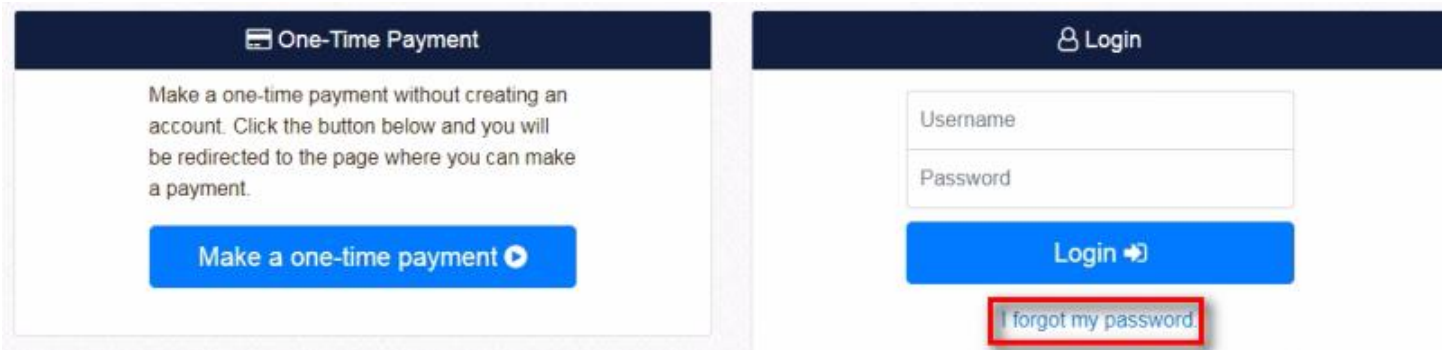 One-Time Payment
Make a one-time payment without creating an
account. Click the button below and you will
be redirected to the page where you can make
a payment.
Make a one-time payment
Login
Username
Password
Login
I forgot my password.